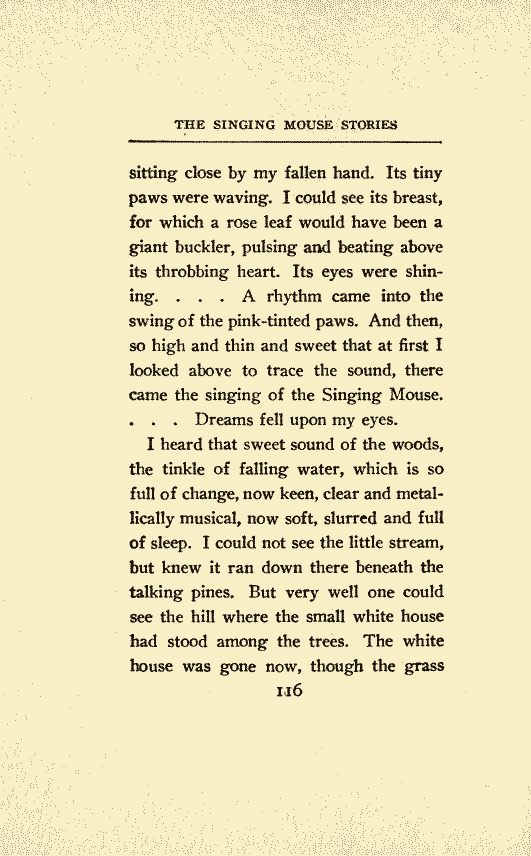 THE SINGING MOUSE STORIES
sitting close by my fallen hand. Its tiny
paws were waving. I could see its breast,
for which a rose leaf would have been a
giant buckler, pulsing and beating above
its throbbing heart. Its eyes were shin-
ing. . . . . A rhythm came into the
swing of the pink-tinted paws. And then,
so high and thin and sweet that at first I
looked above to trace the sound, there
came the singing of the Singing Mouse.
. . . Dreams fell upon my eyes.
I heard that sweet sound of the woods,
the tinkle of falling water, which is so
full of change, now keen, clear and metal-
lically musical, now soft, slurred and full
of sleep. I could not see the little stream,
but knew it ran down there beneath the
talking pines. But very well one could
see the hill where the small white house
had stood among the trees. The white
house was gone now, though the grass
116